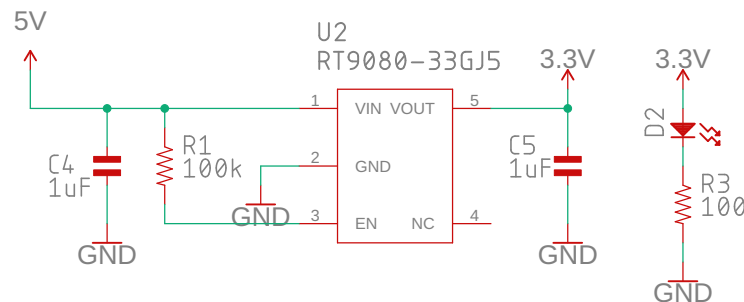 5V
U2
RT9080-33GJ5
3.3V
3.3V
1
VIN
VOUT
5
C4
1uF
R1
100k
2
GND
C5
1uF
D2
R3
100
GND
3
EN
NC
4
GND
GND
GND